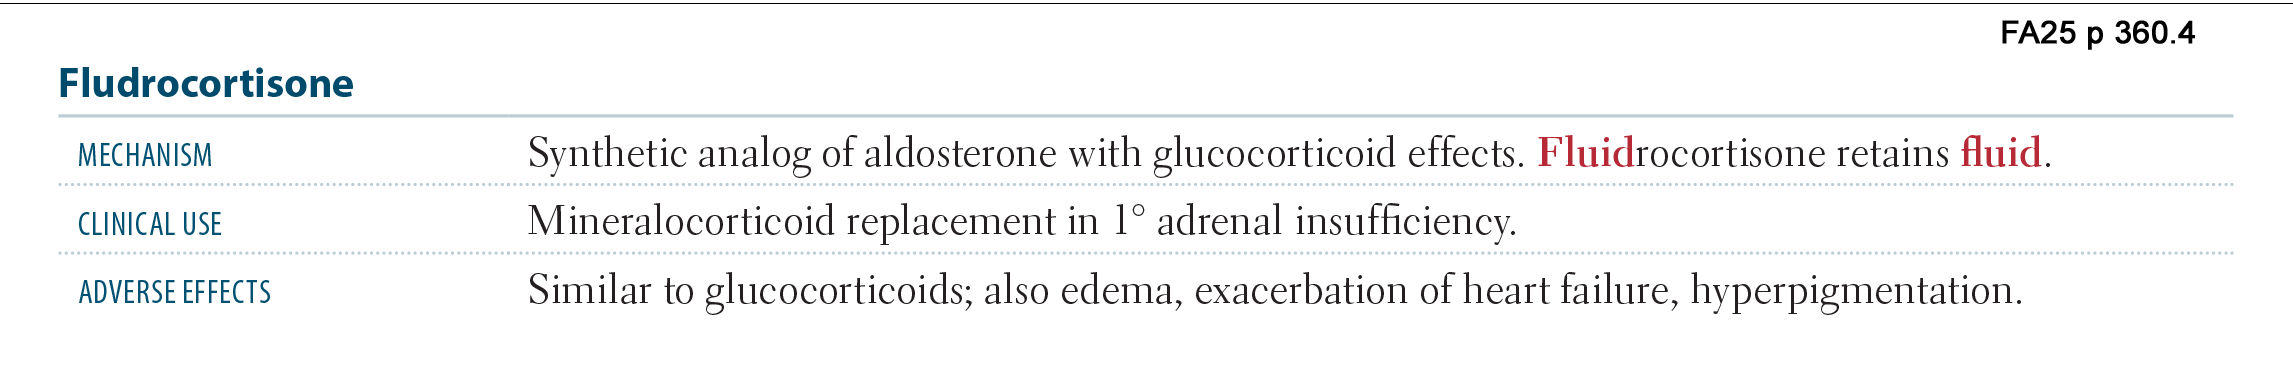 FA25 p 360.4
Fludrocortisone
MECHANISM Synthetic analog of aldosterone with glucocorticoid effects. Fluidrocortisone retains fluid.
CLINICAL USE Mineralocorticoid replacement in 1° adrenal insufficiency.
ADVERSE EFFECTS Similar to glucocorticoids; also edema, exacerbation of heart failure, hyperpigmentation.